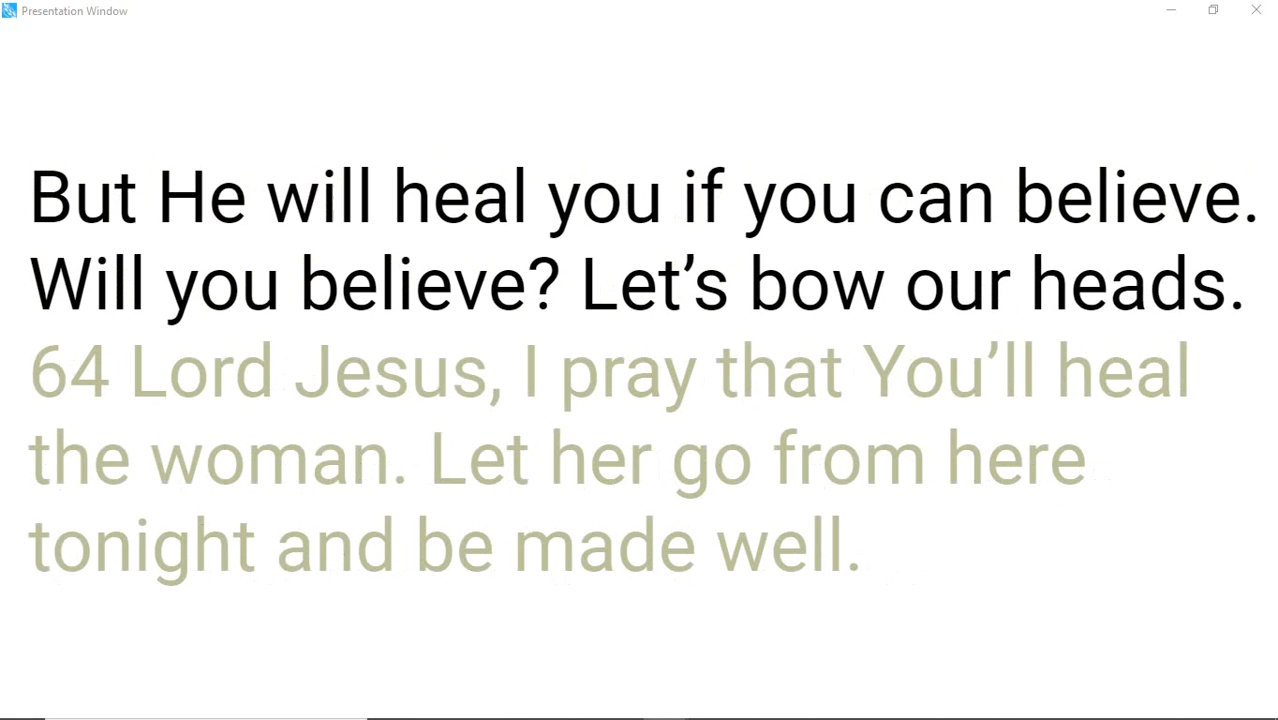 Presentation Window
But He will heal you if you can believe.
Will you believe? Let’s bow our heads.
64 Lord Jesus, I pray that You’ll heal
the woman. Let her go from here
tonight and be made well.